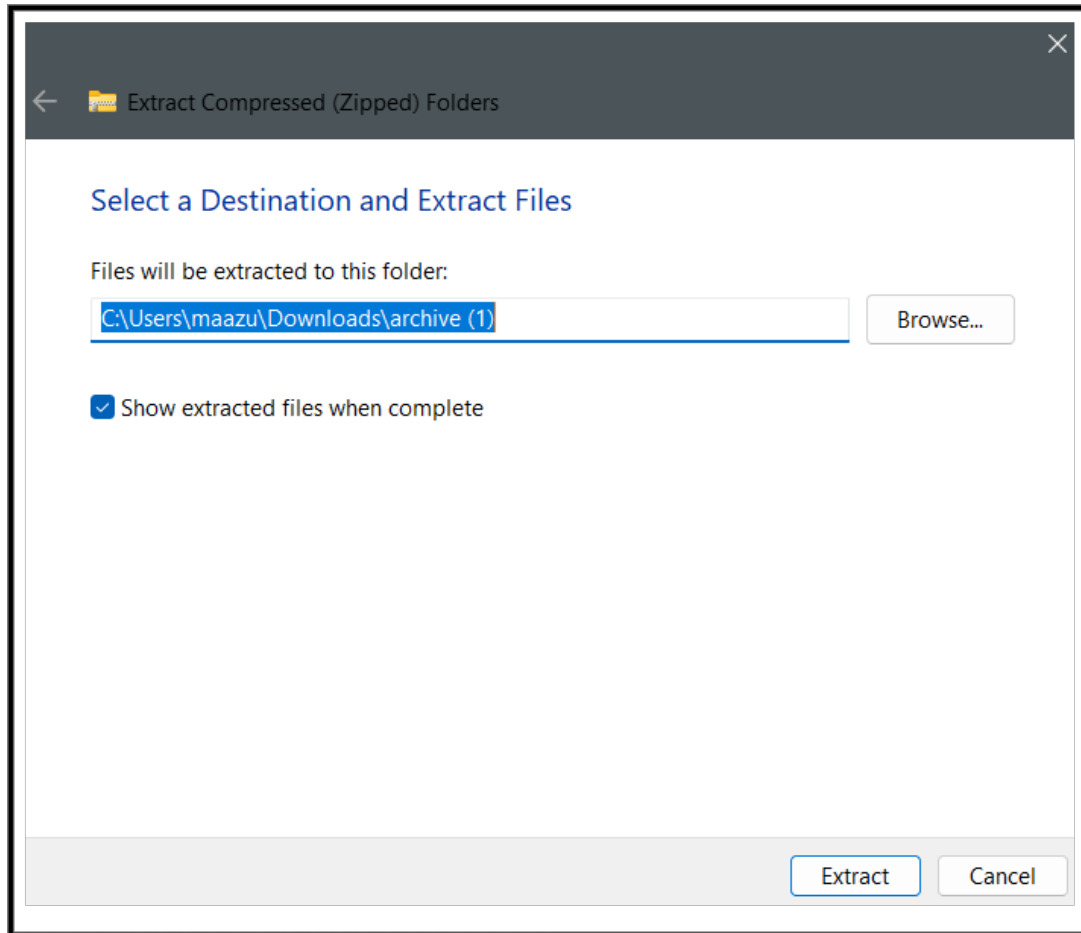 Extract Compressed (Zipped) Folders
Select a Destination and Extract Files
Files will be extracted to this folder:
C:\Users\maazu\Downloads\archive (1)
Browse...
Show extracted files when complete
Extract
Cancel